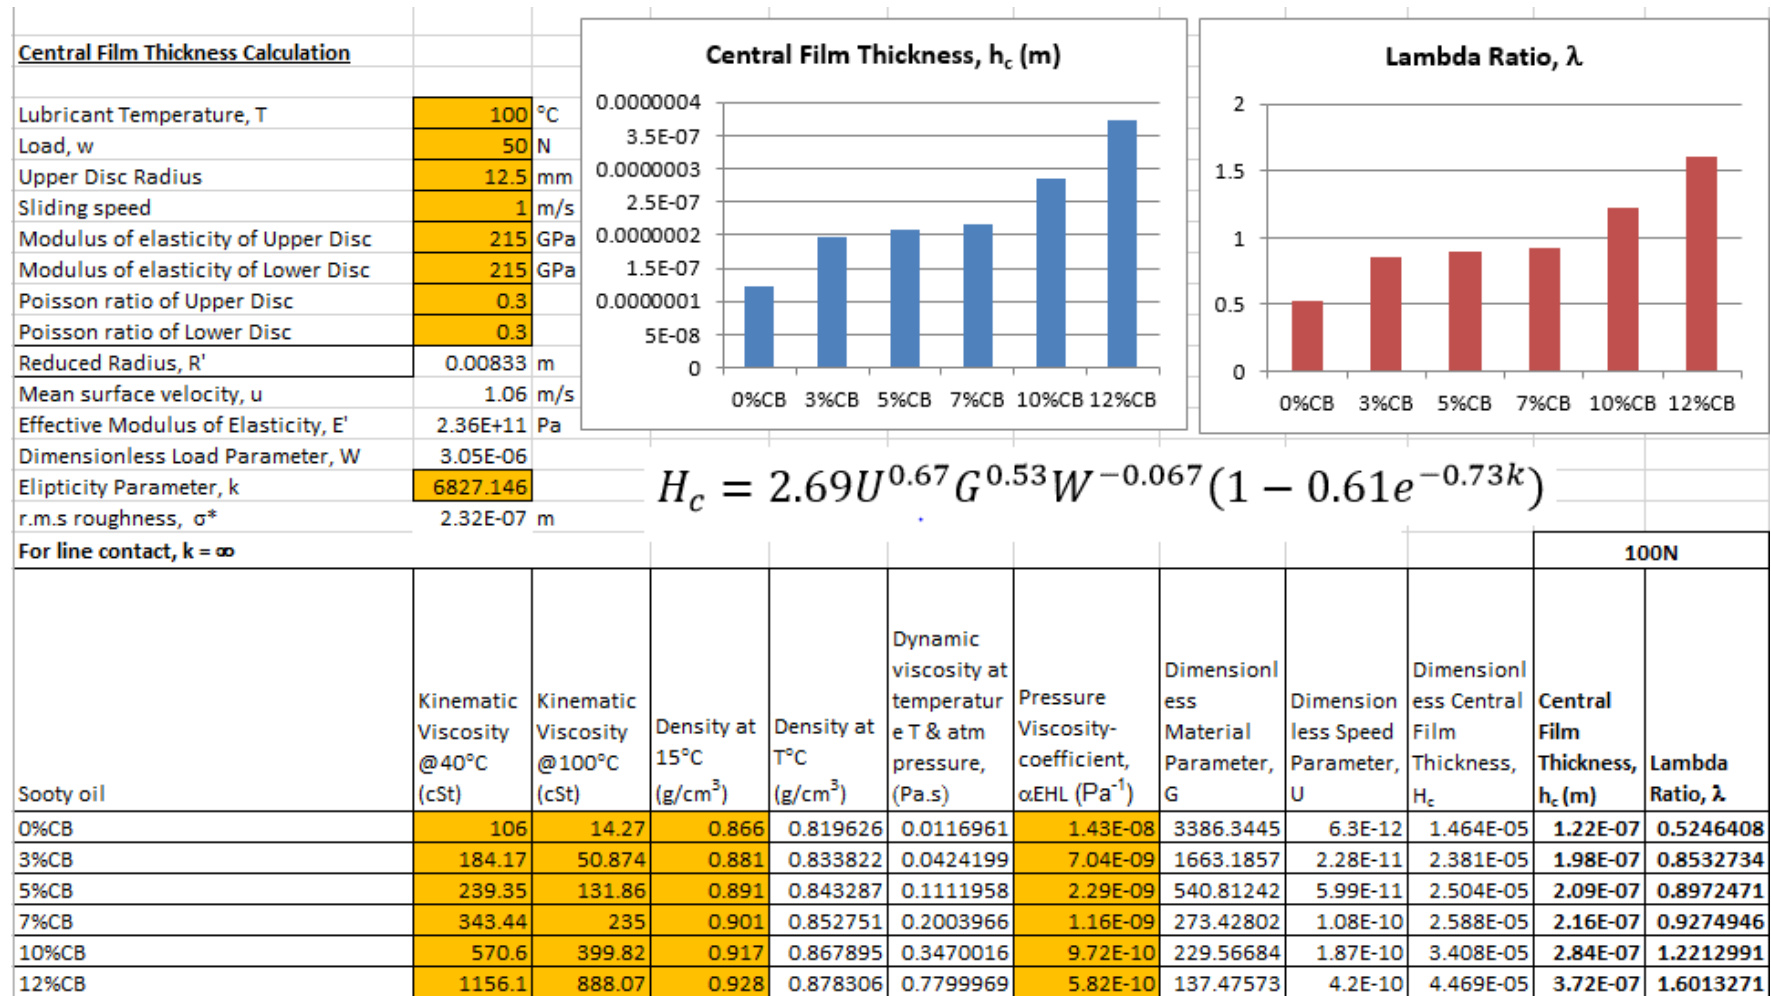 Central Film Thickness Calculation
Lubricant Temperature, T 100 °C
Load, w 50 N
Upper Disc Radius 12.5 mm
Sliding speed 1 m/s
Modulus of elasticity of Upper Disc 215 GPa
Modulus of elasticity of Lower Disc 215 GPa
Poisson ratio of Upper Disc 0.3
Poisson ratio of Lower Disc 0.3
Reduced Radius, R' 0.00833 m
Mean surface velocity, u 1.06 m/s
Effective Modulus of Elasticity, E' 2.36E+11 Pa
Dimensionless Load Parameter, W 3.05E-06
Elipticity Parameter, k 6827.146
r.m.s roughness, σ* 2.32E-07 m
For line contact, k = ∞
Central Film Thickness, hc (m)
0.0000004
3.5E-07
0.0000003
2.5E-07
0.0000002
1.5E-07
0.0000001
5E-08
0
0%CB 3%CB 5%CB 7%CB 10%CB 12%CB
Lambda Ratio, λ
2
1.5
1
0.5
0
0%CB 3%CB 5%CB 7%CB 10%CB 12%CB
H_c = 2.69U^0.67 G^0.53 W^−0.067 (1 − 0.61e^−0.73k)
100N
Sooty oil
Kinematic
Viscosity
@40°C
(cSt)
Kinematic
Viscosity
@100°C
(cSt)
Density at
15°C
(g/cm³)
Density at
T°C
(g/cm³)
Dynamic
viscosity at
temperatur
e T & atm
pressure,
(Pa.s)
Pressure
Viscosity-
coefficient,
αEHL (Pa⁻¹)
Dimensionl
ess
Material
Parameter,
G
Dimension
less Speed
Parameter,
U
Dimensionl
ess Central
Film
Thickness,
Hc
Central
Film
Thickness,
hc (m)
Lambda
Ratio, λ
0%CB 106 14.27 0.866 0.819626 0.0116961 1.43E-08 3386.3445 6.3E-12 1.464E-05 1.22E-07 0.5246408
3%CB 184.17 50.874 0.881 0.833822 0.0424199 7.04E-09 1663.1857 2.28E-11 2.381E-05 1.98E-07 0.8532734
5%CB 239.35 131.86 0.891 0.843287 0.1111958 2.29E-09 540.81242 5.99E-11 2.504E-05 2.09E-07 0.8972471
7%CB 343.44 235 0.901 0.852751 0.2003966 1.16E-09 273.42802 1.08E-10 2.588E-05 2.16E-07 0.9274946
10%CB 570.6 399.82 0.917 0.867895 0.3470016 9.72E-10 229.56684 1.87E-10 3.408E-05 2.84E-07 1.2212991
12%CB 1156.1 888.07 0.928 0.878306 0.7799969 5.82E-10 137.47573 4.2E-10 4.469E-05 3.72E-07 1.6013271